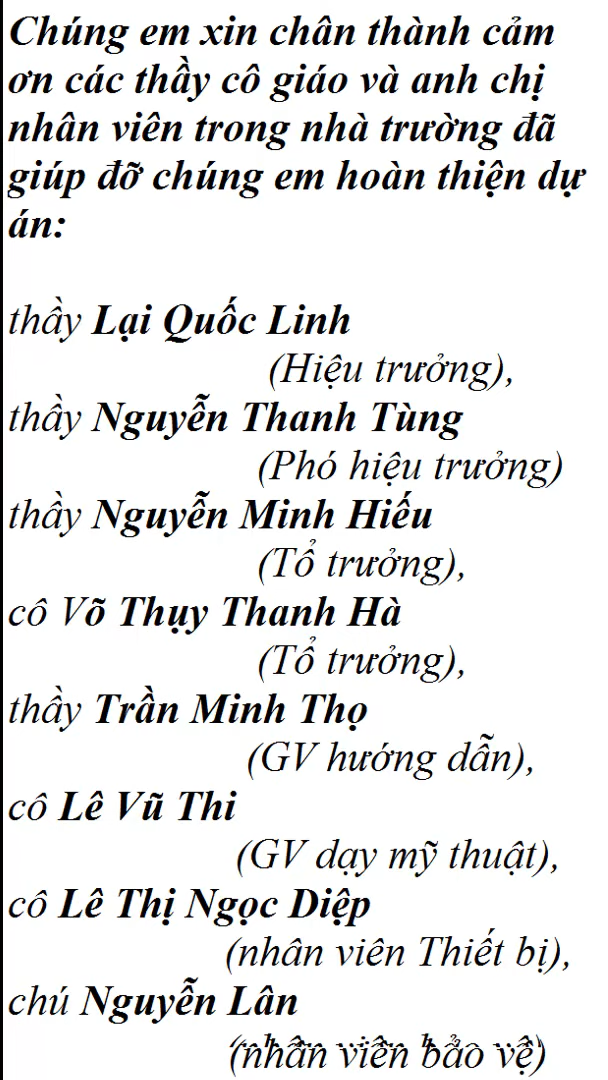 Chúng em xin chân thành cảm
ơn các thầy cô giáo và anh chị
nhân viên trong nhà trường đã
giúp đỡ chúng em hoàn thiện dự
án:
thầy Lại Quốc Linh
(Hiệu trưởng),
thầy Nguyễn Thanh Tùng
(Phó hiệu trưởng)
thầy Nguyễn Minh Hiếu
(Tổ trưởng),
cô Võ Thụy Thanh Hà
(Tổ trưởng),
thầy Trần Minh Thọ
(GV hướng dẫn),
cô Lê Vũ Thi
(GV dạy mỹ thuật),
cô Lê Thị Ngọc Diệp
(nhân viên Thiết bị),
chú Nguyễn Lân
(nhân viên bảo vệ)